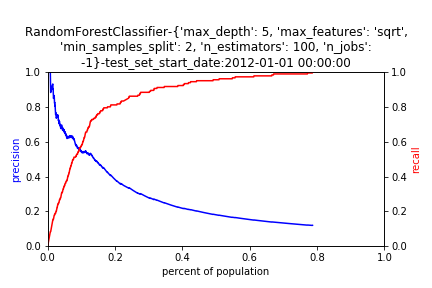 RandomForestClassifier-{'max_depth': 5, 'max_features': 'sqrt',
'min_samples_split': 2, 'n_estimators': 100, 'n_jobs':
-1}-test_set_start_date:2012-01-01 00:00:00
1.0
0.8
0.6
0.4
0.2
0.0
precision
1.0
0.8
0.6
0.4
0.2
0.0
recall
0.0 0.2 0.4 0.6 0.8 1.0
percent of population